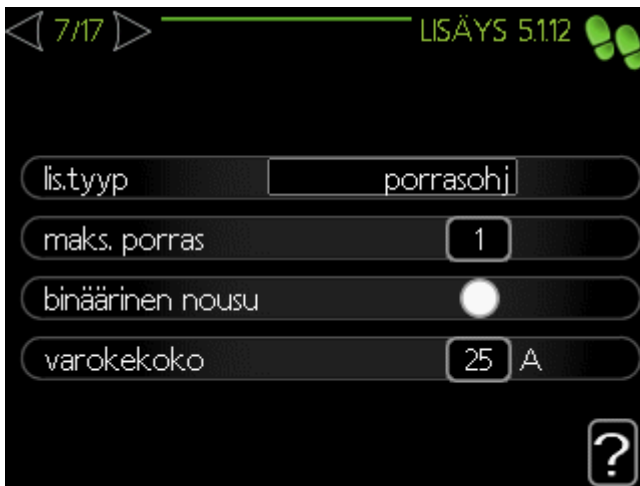 7/17 LISÄYS 5.1.12
lis.tyyp porrasohj
maks. porras 1
binäärinen nousu
varokekoko 25 A
?